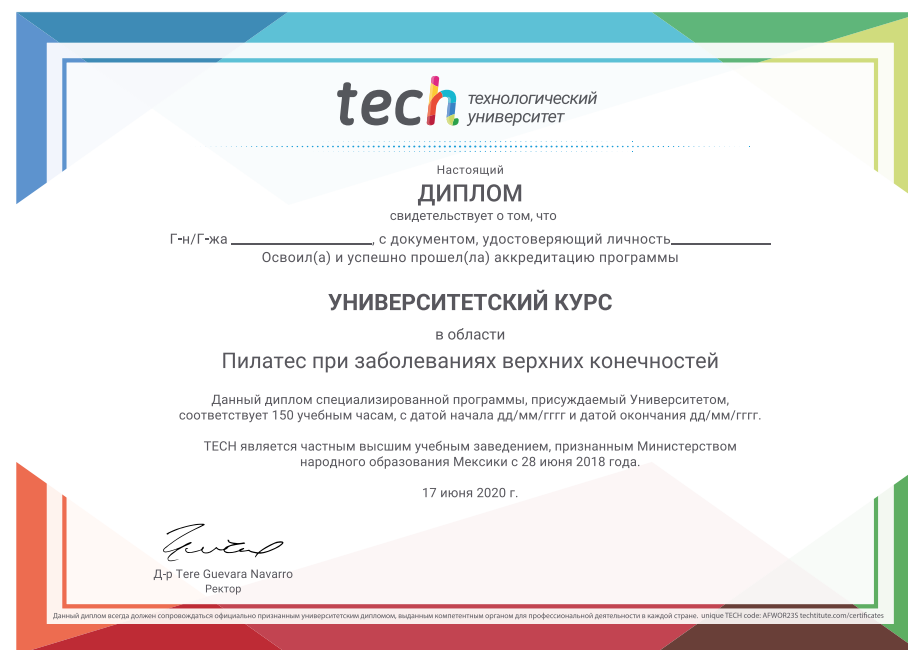 tech технологический
университет
Настоящий
ДИПЛОМ
свидетельствует о том, что
Г-н/Г-жа , с документом, удостоверяющий личность
Освоил(а) и успешно прошел(ла) аккредитацию программы
УНИВЕРСИТЕТСКИЙ КУРС
в области
Пилатес при заболеваниях верхних конечностей
Данный диплом специализированной программы, присуждаемый Университетом,
соответствует 150 учебным часам, с датой начала дд/мм/гггг и датой окончания дд/мм/гггг.
TECH является частным высшим учебным заведением, признанным Министерством
народного образования Мексики с 28 июня 2018 года.
17 июня 2020 г.
Д-р Tere Guevara Navarro
Ректор
Данный диплом всегда должен сопровождаться официально признанным университетским дипломом, выданным компетентным органом для профессиональной деятельности в каждой стране. unique TECH code: AFWOR23S techtitute.com/certificates